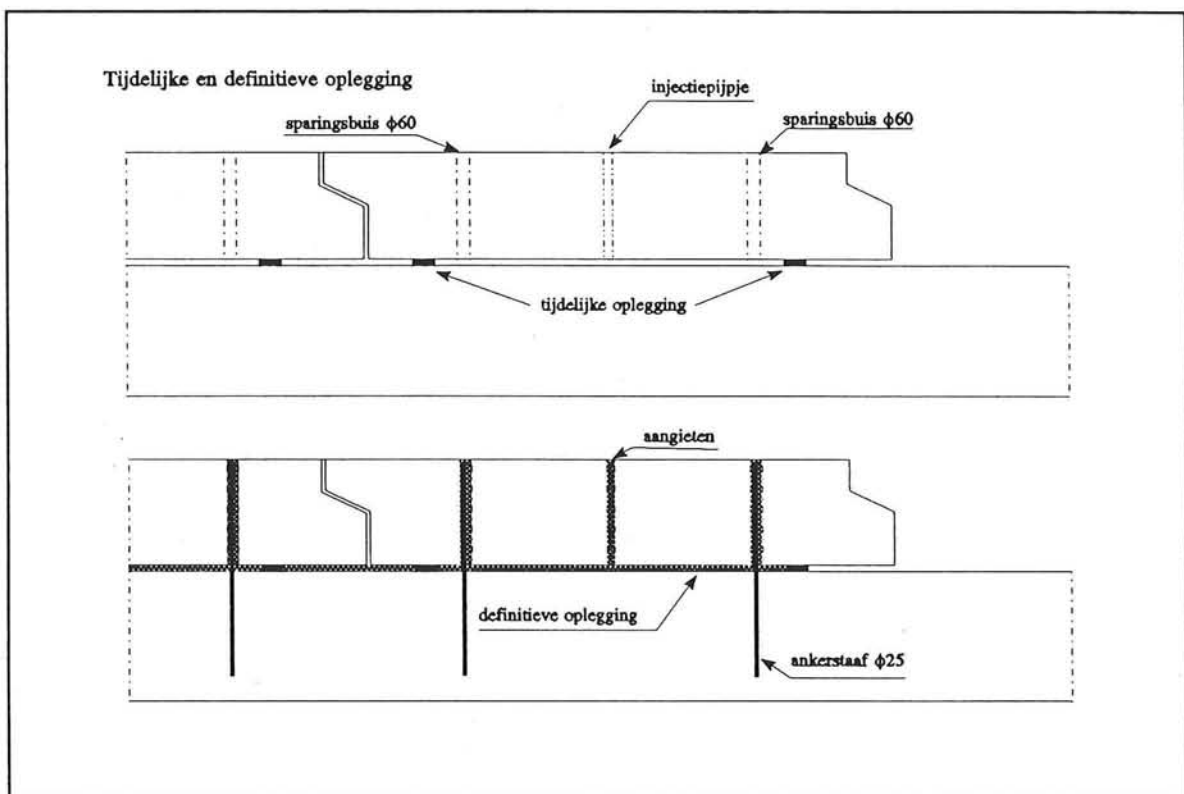 Tijdelijke en definitieve oplegging
injectiepijpje
sparingsbuis ϕ60
sparingsbuis ϕ60
tijdelijke oplegging
aangieten
definitieve oplegging
ankerstaaf ϕ25